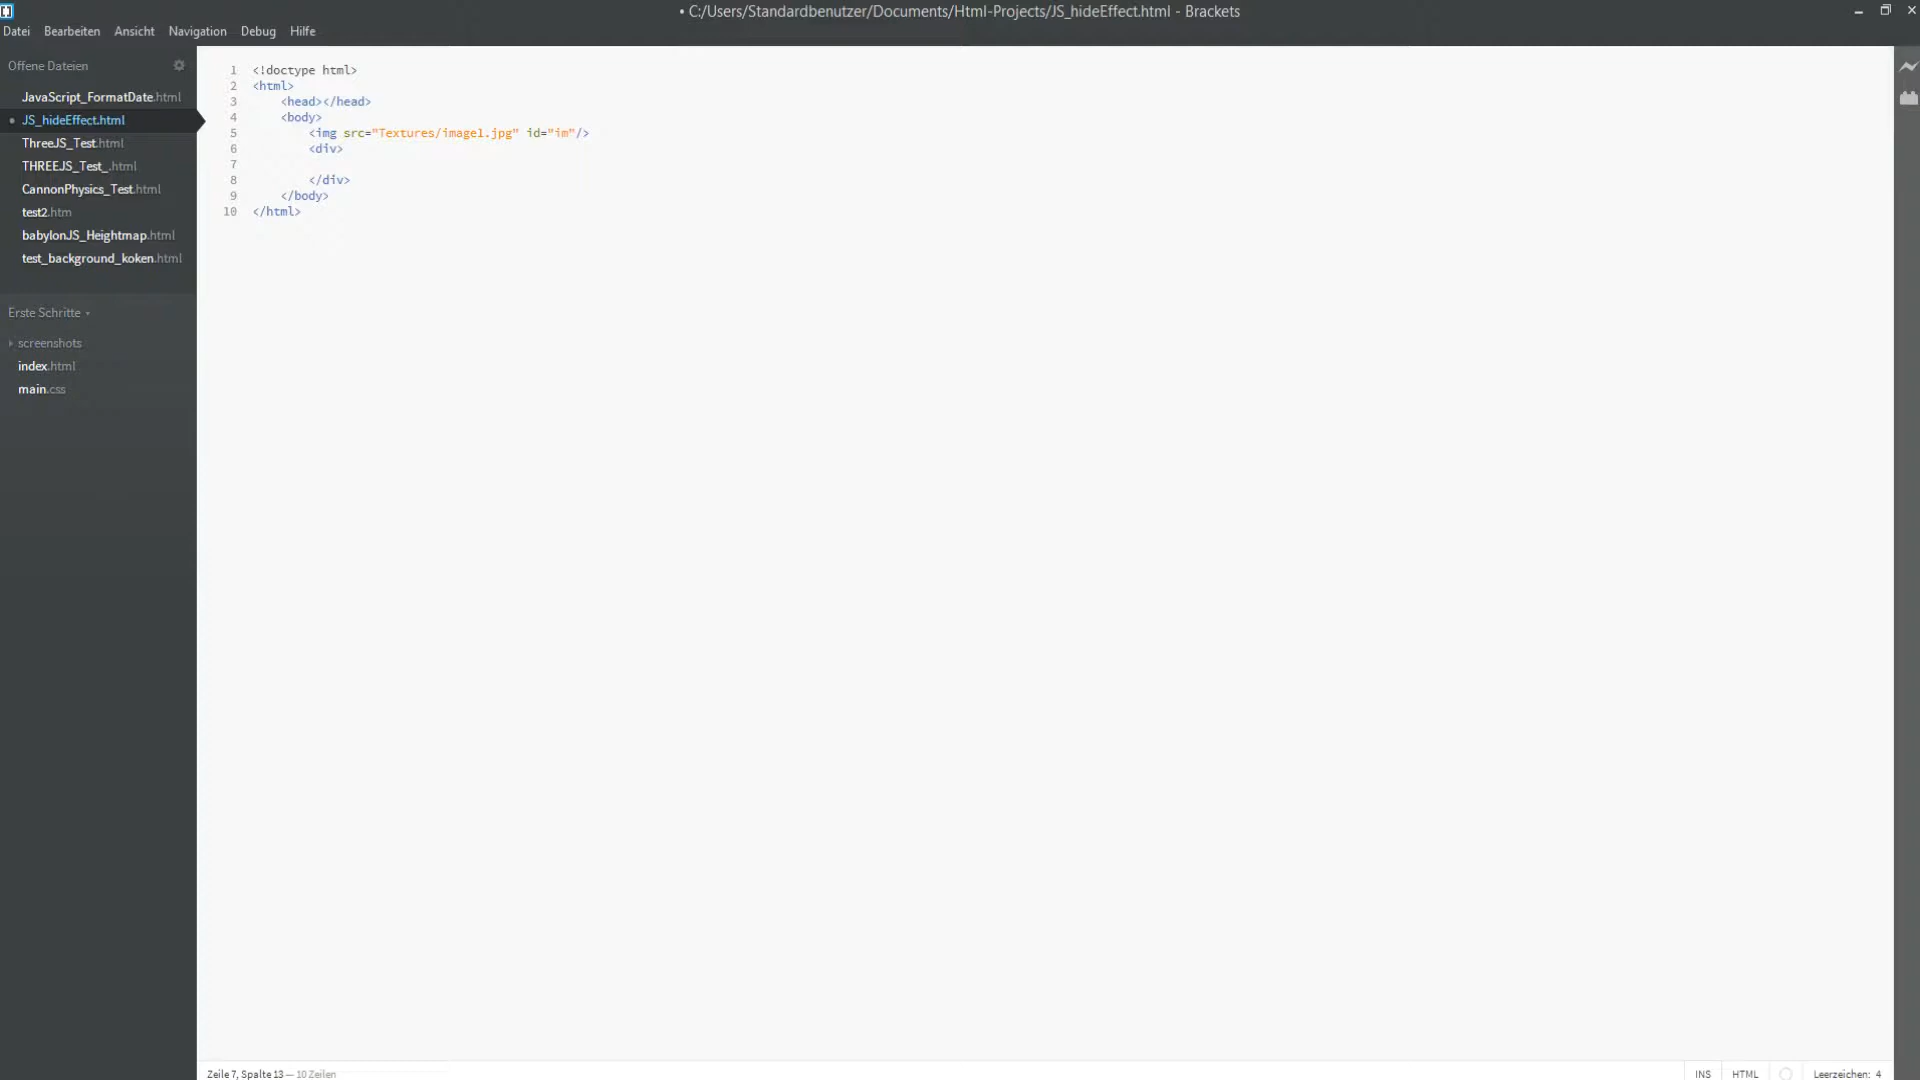 • C:/Users/Standardbenutzer/Documents/Html-Projects/JS_hideEffect.html - Brackets
Datei Bearbeiten Ansicht Navigation Debug Hilfe
Offene Dateien
JavaScript_FormatDate.html
JS_hideEffect.html
ThreeJS_Test.html
THREEJS_Test_.html
CannonPhysics_Test.html
test2.htm
babylonJS_Heightmap.html
test_background_koken.html
Erste Schritte
screenshots
index.html
main.css
1 <!doctype html>
2 <html>
3 <head></head>
4 <body>
5 <img src="Textures/image1.jpg" id="im"/>
6 <div>
7
8 </div>
9 </body>
10 </html>
Zeile 7, Spalte 13 — 10 Zeilen
INS HTML Leerzeichen: 4